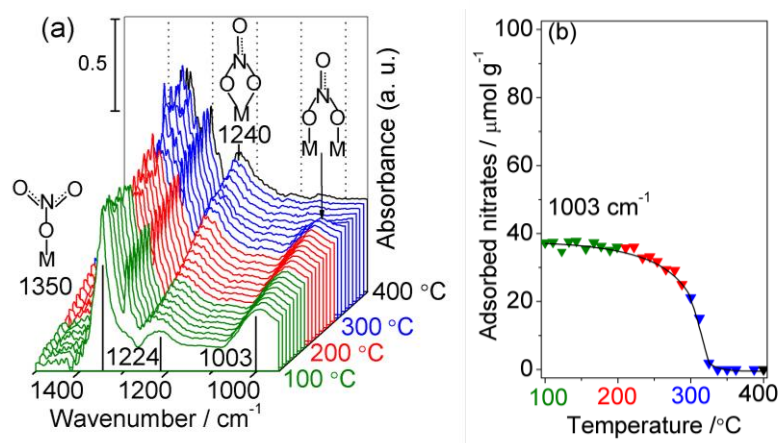 (a)
0.5
O
N
O O
M
1240
O
N
O O
M M
O O
N
O
M
1350
1224
1003
1400 1200 1000
Wavenumber / cm-1
100 °C
200 °C
300 °C
400 °C
Absorbance (a. u.)
(b)
Adsorbed nitrates / μmol g-1
100
80
60
40
20
0
1003 cm-1
100 200 300 400
Temperature /°C